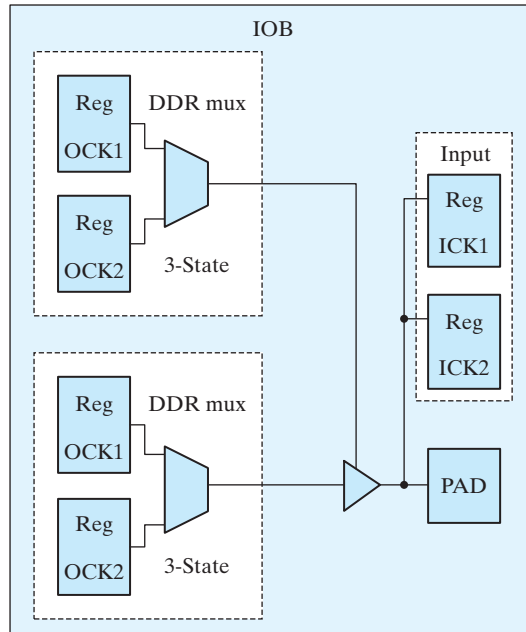 IOB
Reg
OCK1
DDR mux
Reg
OCK2
3-State
Input
Reg
ICK1
Reg
ICK2
Reg
OCK1
DDR mux
Reg
OCK2
3-State
PAD